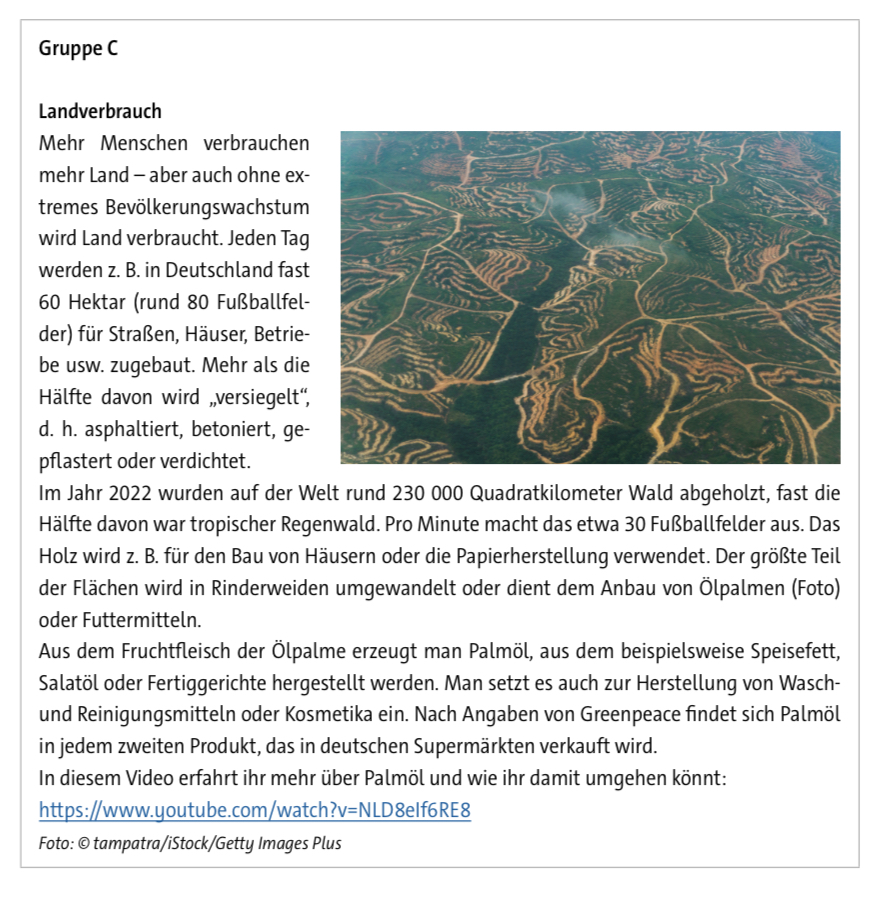 Gruppe C
Landverbrauch
Mehr Menschen verbrauchen
mehr Land – aber auch ohne ex-
tremes Bevölkerungswachstum
wird Land verbraucht. Jeden Tag
werden z. B. in Deutschland fast
60 Hektar (rund 80 Fußballfel-
der) für Straßen, Häuser, Betrie-
be usw. zugebaut. Mehr als die
Hälfte davon wird „versiegelt“,
d. h. asphaltiert, betoniert, ge-
pflastert oder verdichtet.
Im Jahr 2022 wurden auf der Welt rund 230 000 Quadratkilometer Wald abgeholzt, fast die
Hälfte davon war tropischer Regenwald. Pro Minute macht das etwa 30 Fußballfelder aus. Das
Holz wird z. B. für den Bau von Häusern oder die Papierherstellung verwendet. Der größte Teil
der Flächen wird in Rinderweiden umgewandelt oder dient dem Anbau von Ölpalmen (Foto)
oder Futtermitteln.
Aus dem Fruchtfleisch der Ölpalme erzeugt man Palmöl, aus dem beispielsweise Speisefett,
Salatöl oder Fertiggerichte hergestellt werden. Man setzt es auch zur Herstellung von Wasch-
und Reinigungsmitteln oder Kosmetika ein. Nach Angaben von Greenpeace findet sich Palmöl
in jedem zweiten Produkt, das in deutschen Supermärkten verkauft wird.
In diesem Video erfahrt ihr mehr über Palmöl und wie ihr damit umgehen könnt:
https://www.youtube.com/watch?v=NLD8eIf6RE8
Foto: © tampatra/iStock/Getty Images Plus